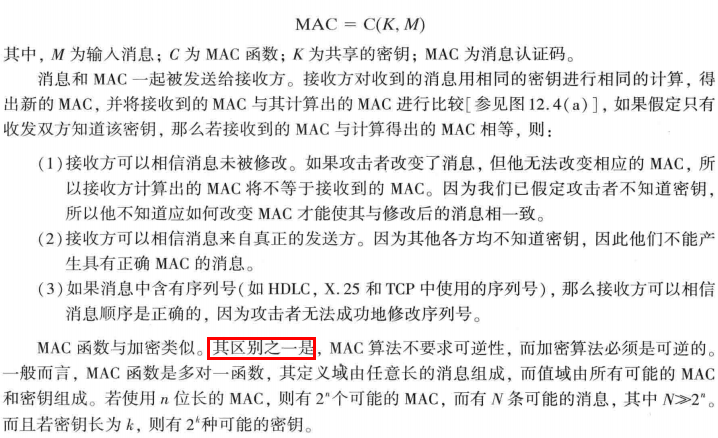 MAC = C(K, M)
其中，M 为输入消息；C 为 MAC 函数；K 为共享的密钥；MAC 为消息认证码。
消息和 MAC 一起被发送给接收方。接收方对收到的消息用相同的密钥进行相同的计算，得
出新的 MAC，并将接收到的 MAC 与其计算出的 MAC 进行比较[参见图 12.4(a)]，如果假定只有
收发双方知道该密钥，那么若接收到的 MAC 与计算得出的 MAC 相等，则：
(1)接收方可以相信消息未被修改。如果攻击者改变了消息，但他无法改变相应的 MAC，所
以接收方计算出的 MAC 将不等于接收到的 MAC。因为我们已假定攻击者不知道密钥，
所以他不知道应如何改变 MAC 才能使其与修改后的消息相一致。
(2)接收方可以相信消息来自真正的发送方。因为其他各方均不知道密钥，因此他们不能产
生具有正确 MAC 的消息。
(3)如果消息中含有序列号(如 HDLC，X.25 和 TCP 中使用的序列号)，那么接收方可以相信
消息顺序是正确的，因为攻击者无法成功地修改序列号。
MAC 函数与加密类似。其区别之一是，MAC 算法不要求可逆性，而加密算法必须是可逆的。
一般而言，MAC 函数是多对一函数，其定义域由任意长的消息组成，而值域由所有可能的 MAC
和密钥组成。若使用 n 位长的 MAC，则有 2ⁿ个可能的 MAC，而有 N 条可能的消息，其中 N≫2ⁿ。
而且若密钥长为 k，则有 2ᵏ种可能的密钥。